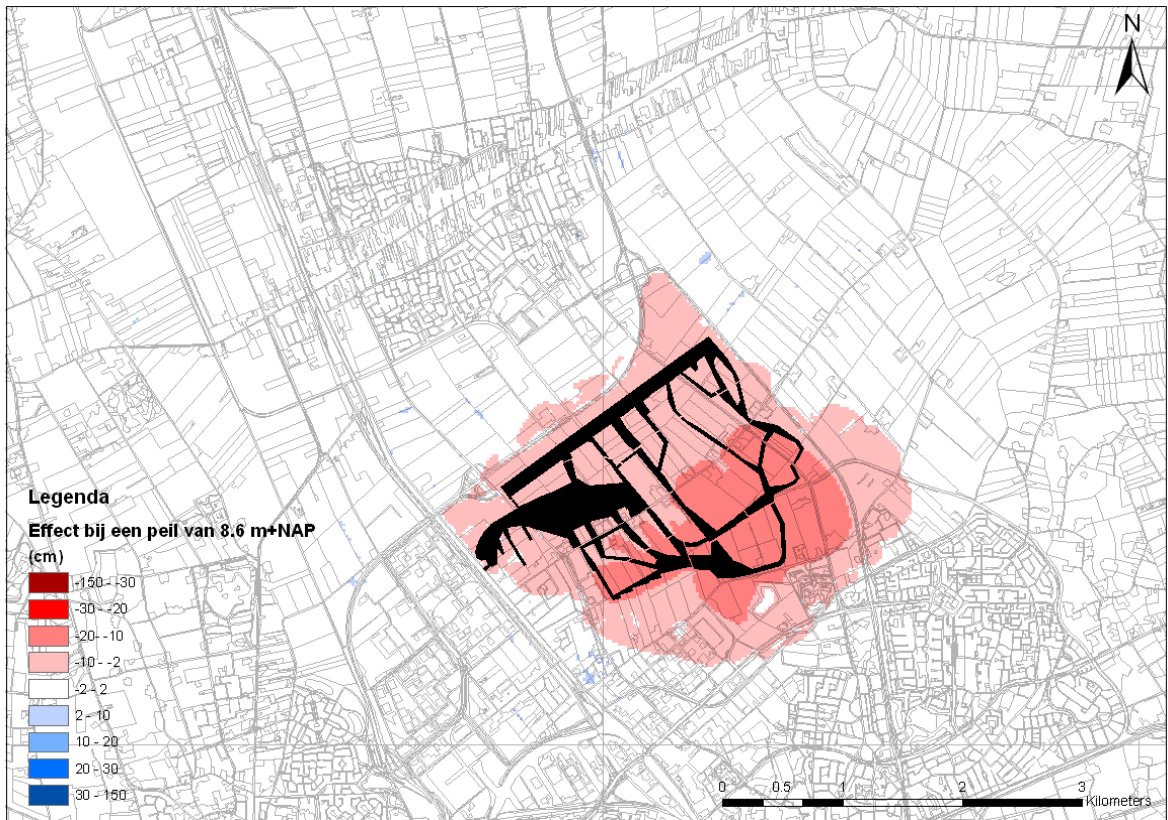 N
Legenda
Effect bij een peil van 8.6 m+NAP
(cm)
-150 - -30
-30 - -20
-20 - -10
-10 - -2
-2 - 2
2 - 10
10 - 20
20 - 30
30 - 150
0 0.5 1 2 3
Kilometers